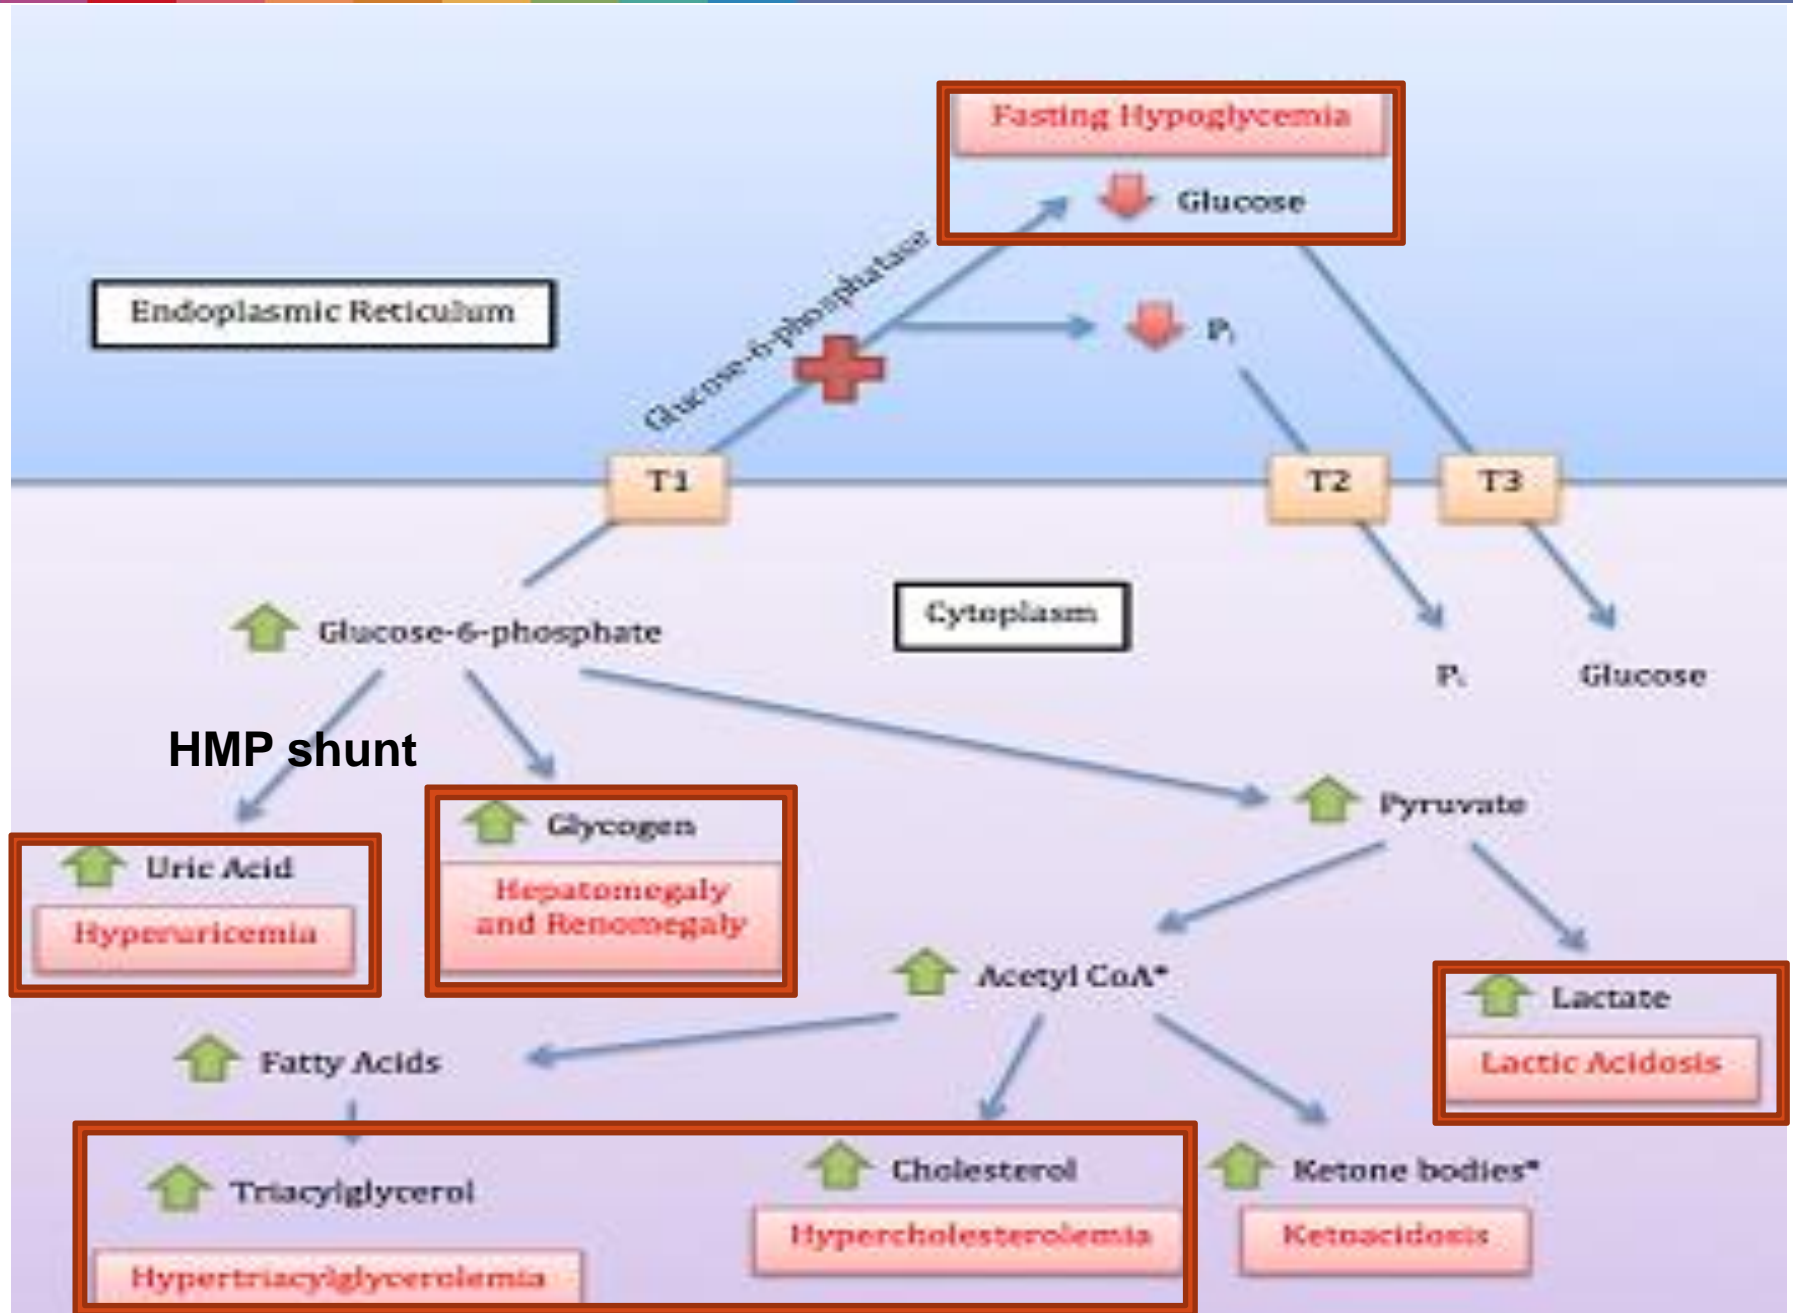 Fasting Hypoglycemia
Glucose
Glucose-6-phosphatase
Endoplasmic Reticulum
Pi
T1
T2
T3
Cytoplasm
Glucose-6-phosphate
Pi
Glucose
HMP shunt
Pyruvate
Glycogen
Uric Acid
Hepatomegaly
and Renomegaly
Hyperuricemia
Acetyl CoA*
Lactate
Fatty Acids
Lactic Acidosis
Cholesterol
Ketone bodies*
Triacylglycerol
Hypercholesterolemia
Ketoacidosis
Hypertriacylglycerolemia